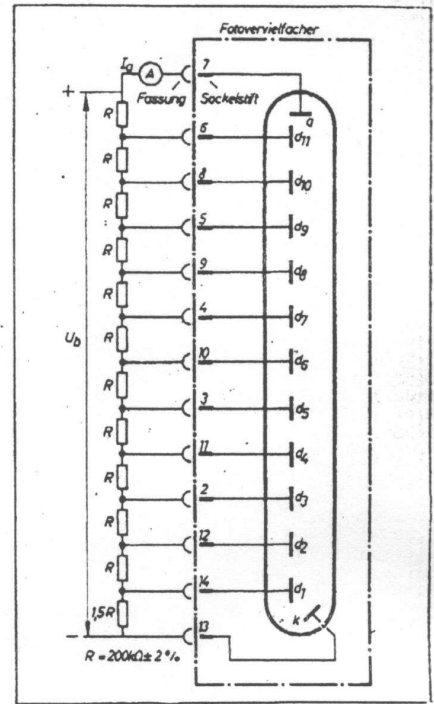 Fotovervielfacher
Ia A 7
+ Fassung Sockelstift
a
R
6 d11
R
8 d10
R
5 d9
R
9 d8
R
4 d7
Ub
R
10 d6
R
3 d5
R
11 d4
R
2 d3
R
12 d2
R
14 d1
k
1,5R
− 13
R = 200kΩ ± 2%